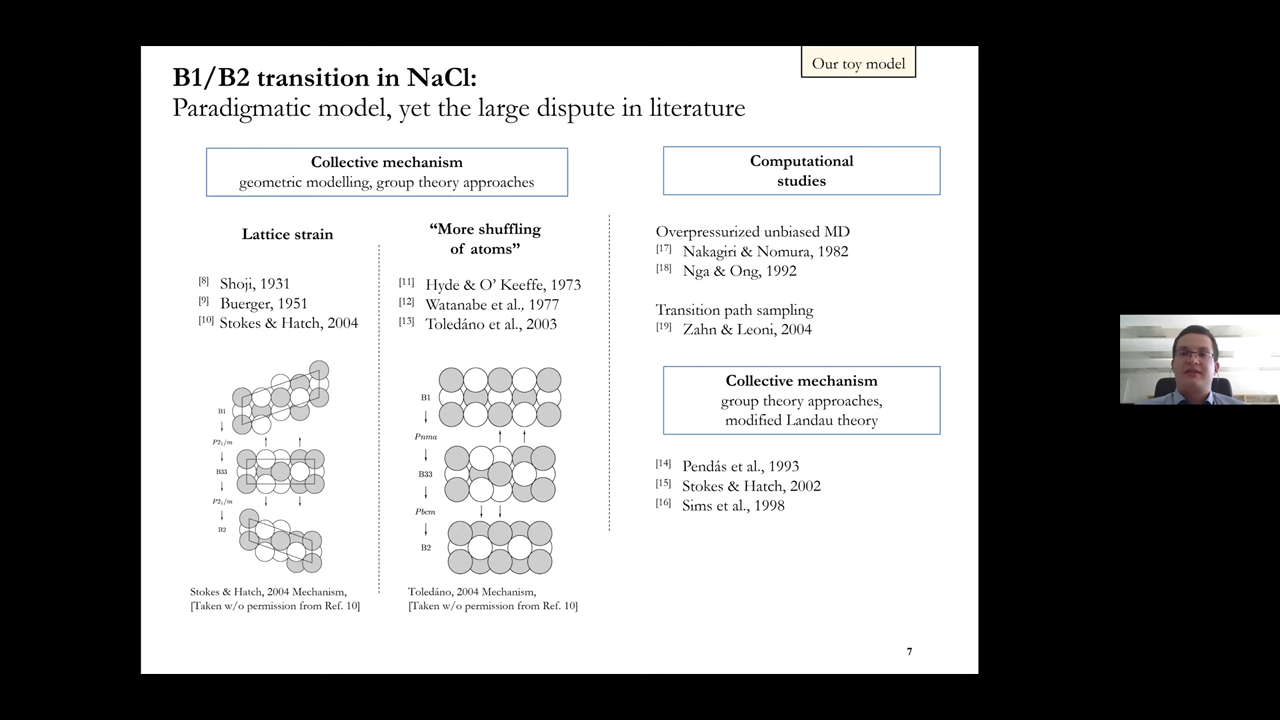 Our toy model
B1/B2 transition in NaCl:
Paradigmatic model, yet the large dispute in literature
Collective mechanism
geometric modelling, group theory approaches
Lattice strain
[8] Shoji, 1931
[9] Buerger, 1951
[10] Stokes & Hatch, 2004
B1
P2₁/m
B33
P2₁/m
B2
Stokes & Hatch, 2004 Mechanism,
[Taken w/o permission from Ref. 10]
“More shuffling
of atoms”
[11] Hyde & O’ Keeffe, 1973
[12] Watanabe et al., 1977
[13] Toledáno et al., 2003
B1
Pnma
B33
Pbcm
B2
Toledáno, 2004 Mechanism,
[Taken w/o permission from Ref. 10]
Computational
studies
Overpressurized unbiased MD
[17] Nakagiri & Nomura, 1982
[18] Nga & Ong, 1992
Transition path sampling
[19] Zahn & Leoni, 2004
Collective mechanism
group theory approaches,
modified Landau theory
[14] Pendás et al., 1993
[15] Stokes & Hatch, 2002
[16] Sims et al., 1998
7